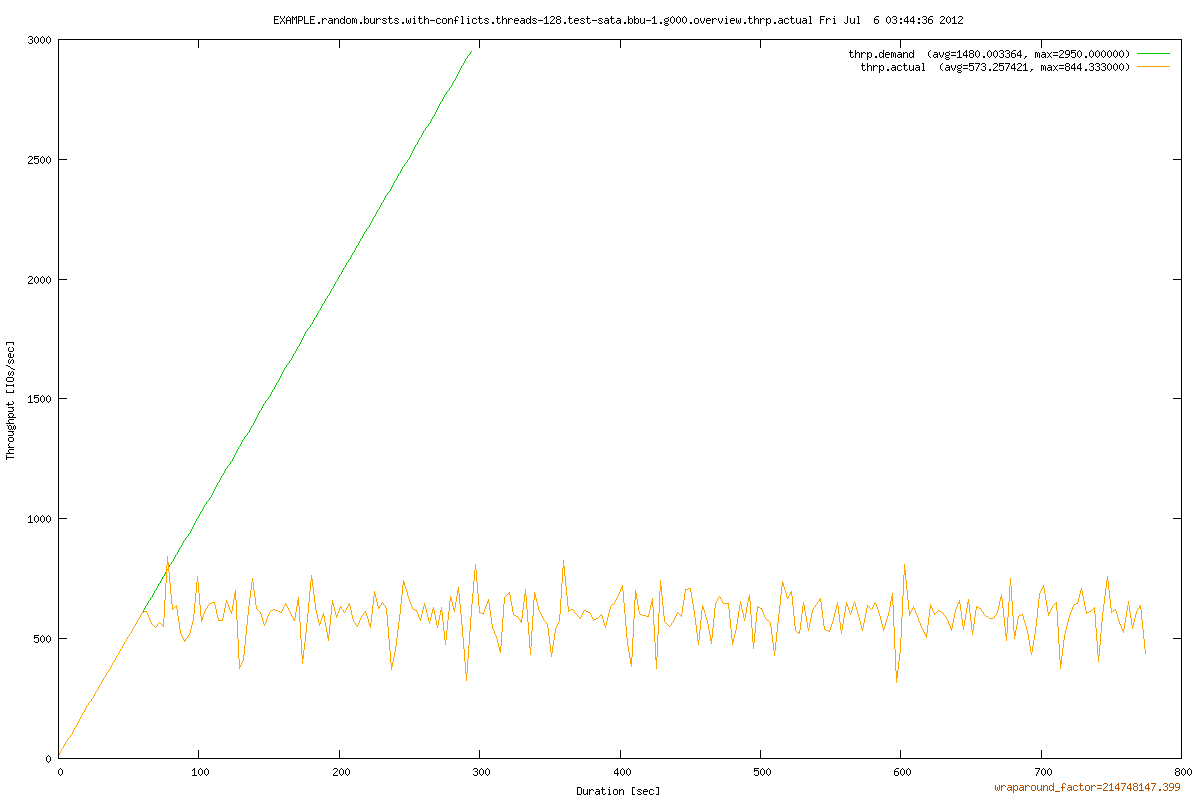 EXAMPLE.random.bursts.with-conflicts.threads-128.test-sata.bbu-1.g000.overview.thrp.actual Fri Jul  6 03:44:36 2012
thrp.demand  (avg=1480.003364, max=2950.000000)
thrp.actual  (avg=573.257421, max=844.333000)
3000
2500
2000
1500
1000
500
0
Throughput [IOs/sec]
0 100 200 300 400 500 600 700 800
Duration [sec]
wraparound_factor=214748147.399